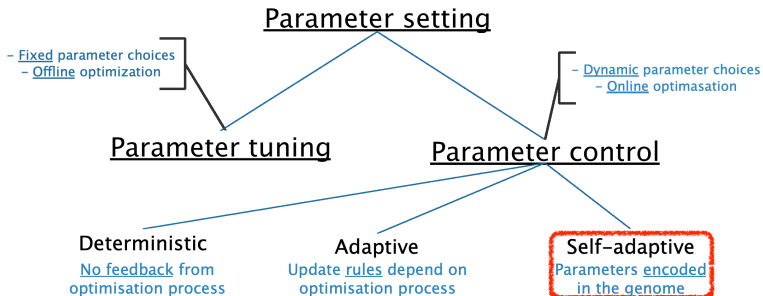 Parameter setting
– Fixed parameter choices
– Offline optimization
– Dynamic parameter choices
– Online optimasation
Parameter tuning
Parameter control
Deterministic
No feedback from
optimisation process
Adaptive
Update rules depend on
optimisation process
Self-adaptive
Parameters encoded
in the genome